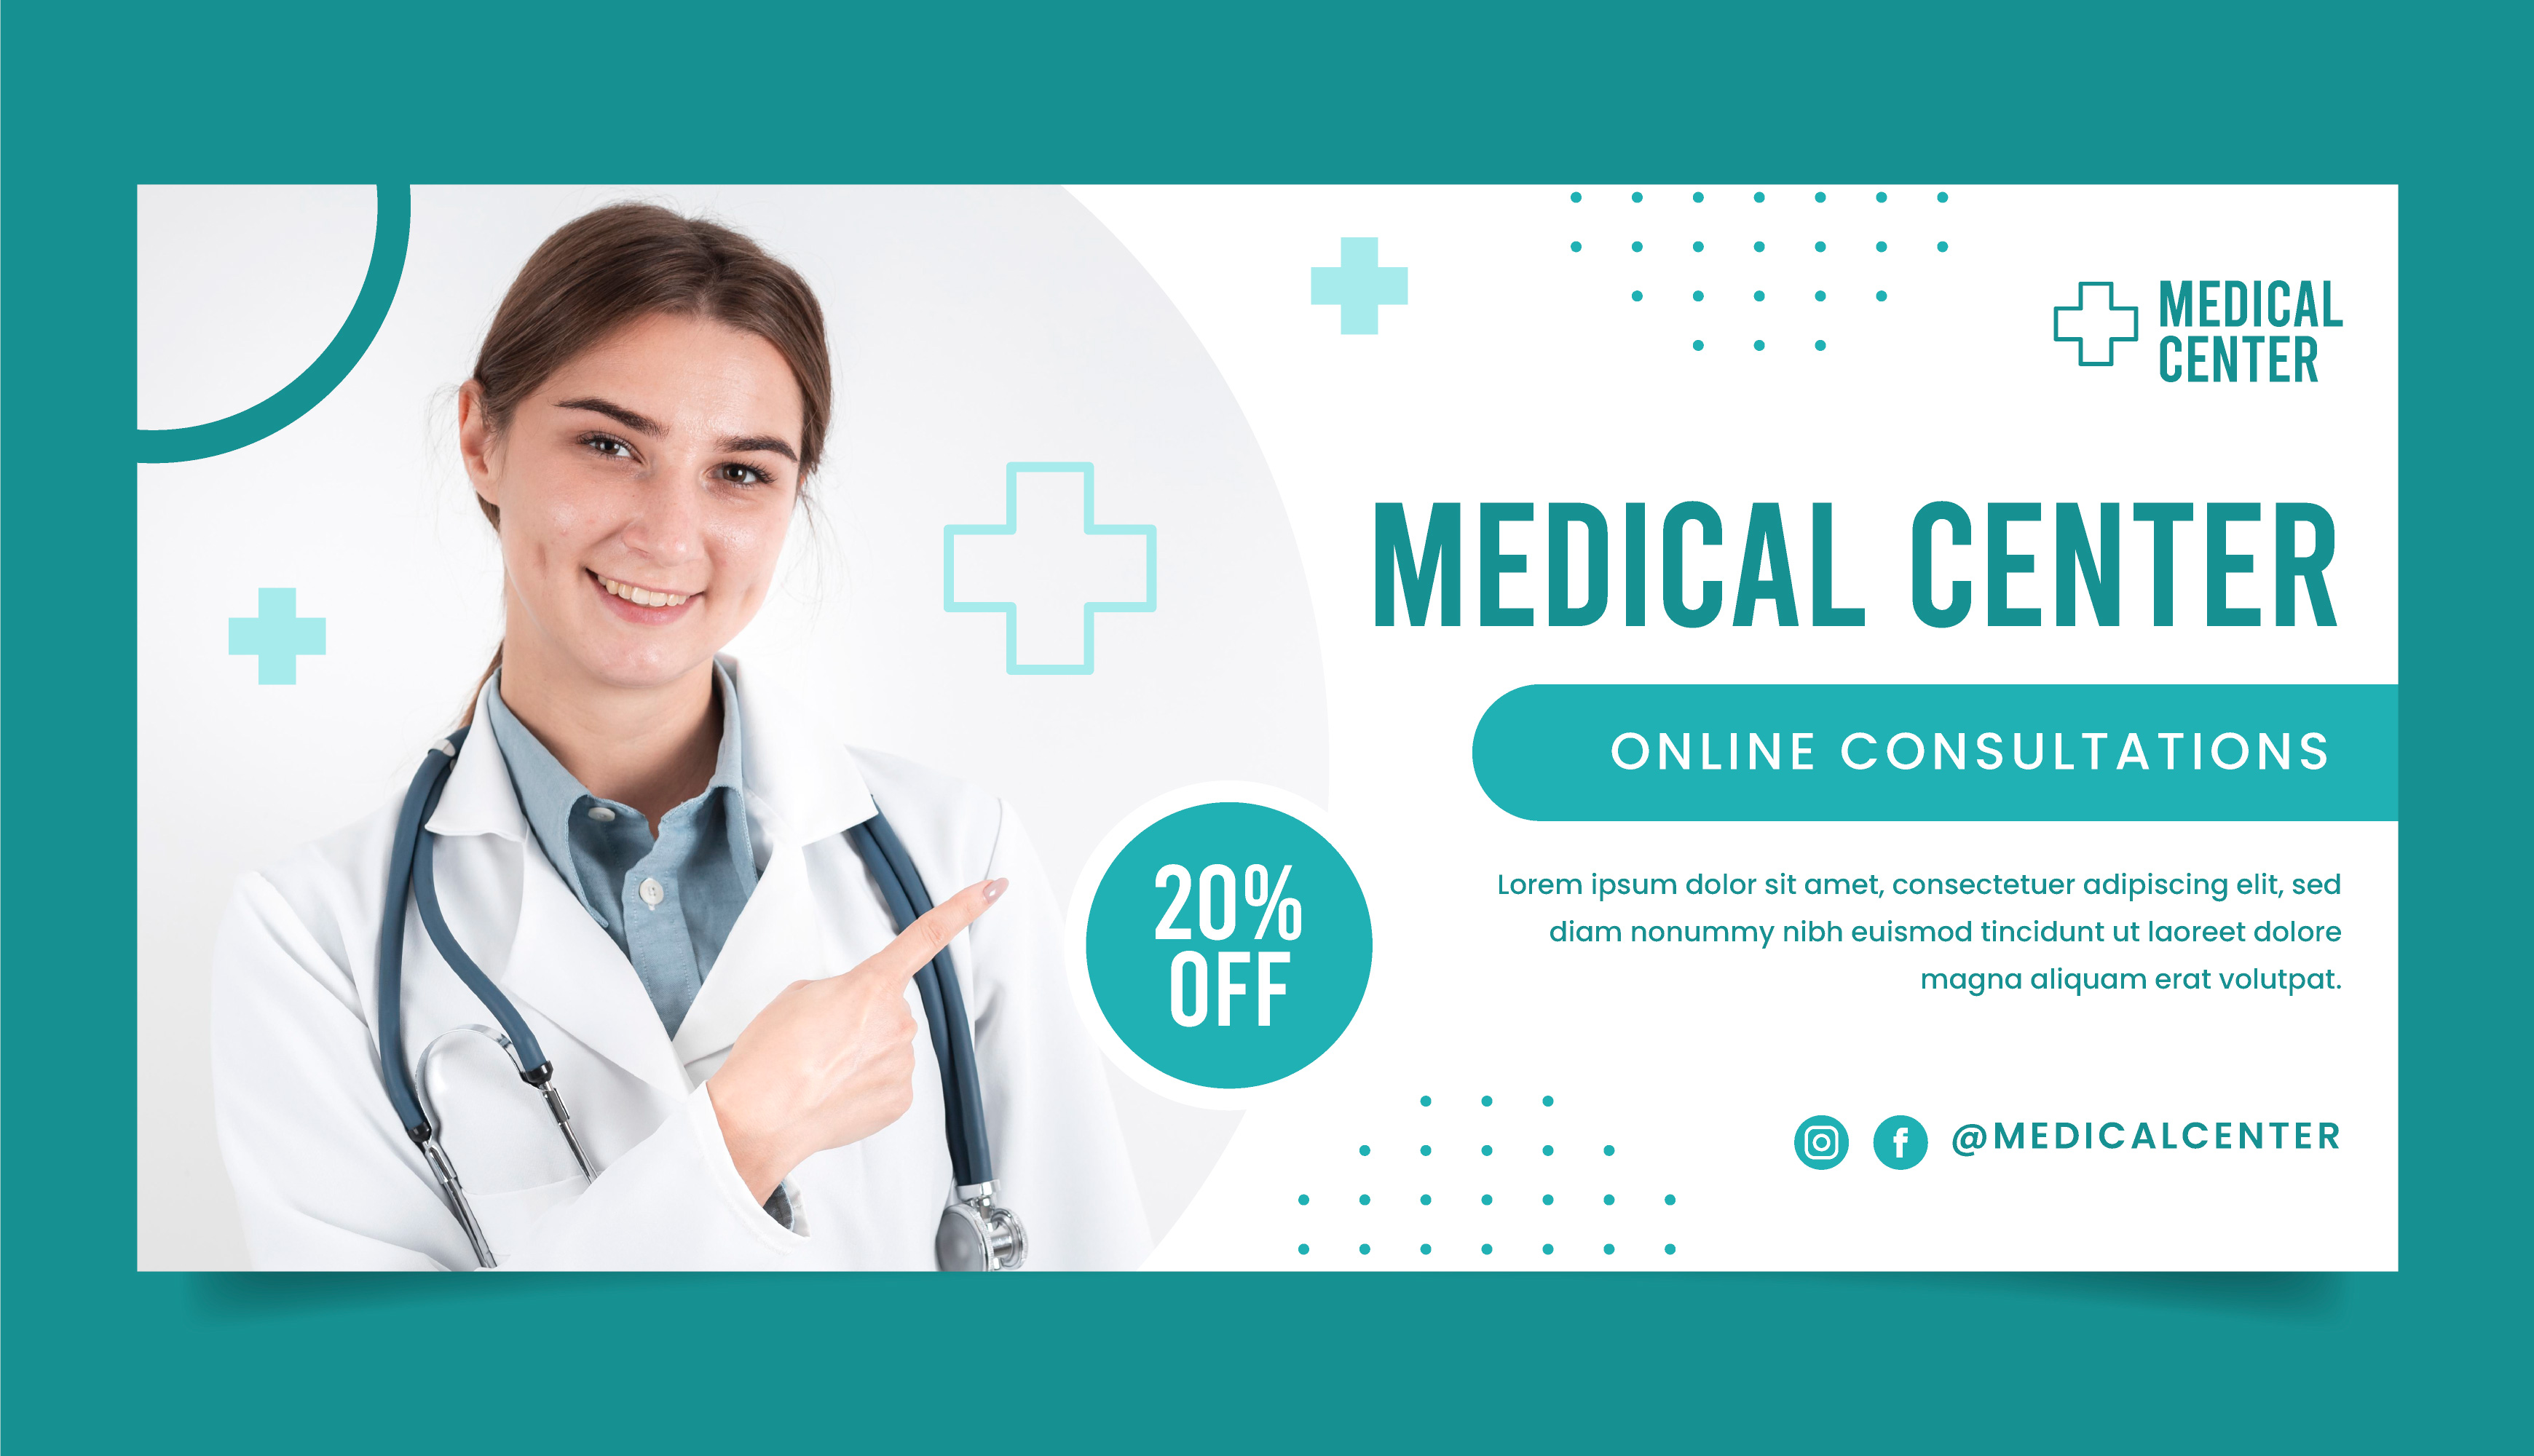 MEDICAL
CENTER
MEDICAL CENTER
ONLINE CONSULTATIONS
20%
OFF
Lorem ipsum dolor sit amet, consectetuer adipiscing elit, sed
diam nonummy nibh euismod tincidunt ut laoreet dolore
magna aliquam erat volutpat.
@MEDICALCENTER